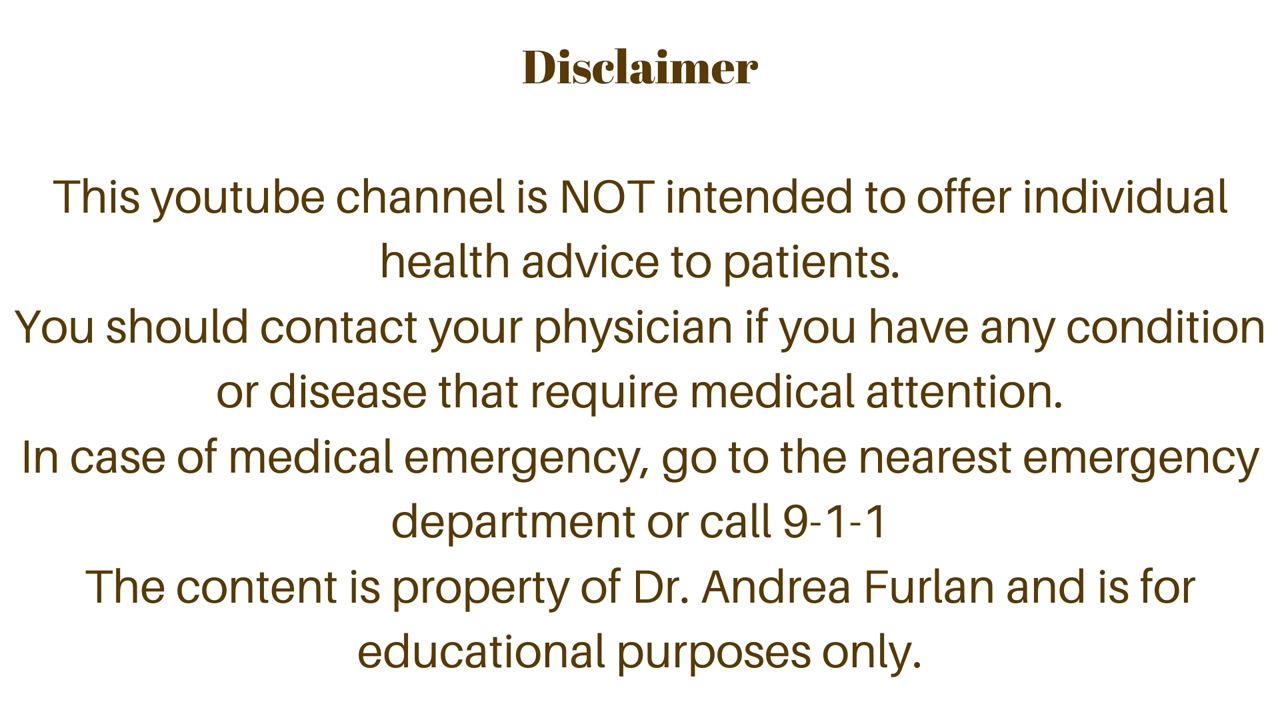 Disclaimer
This youtube channel is NOT intended to offer individual
health advice to patients.
You should contact your physician if you have any condition
or disease that require medical attention.
In case of medical emergency, go to the nearest emergency
department or call 9-1-1
The content is property of Dr. Andrea Furlan and is for
educational purposes only.